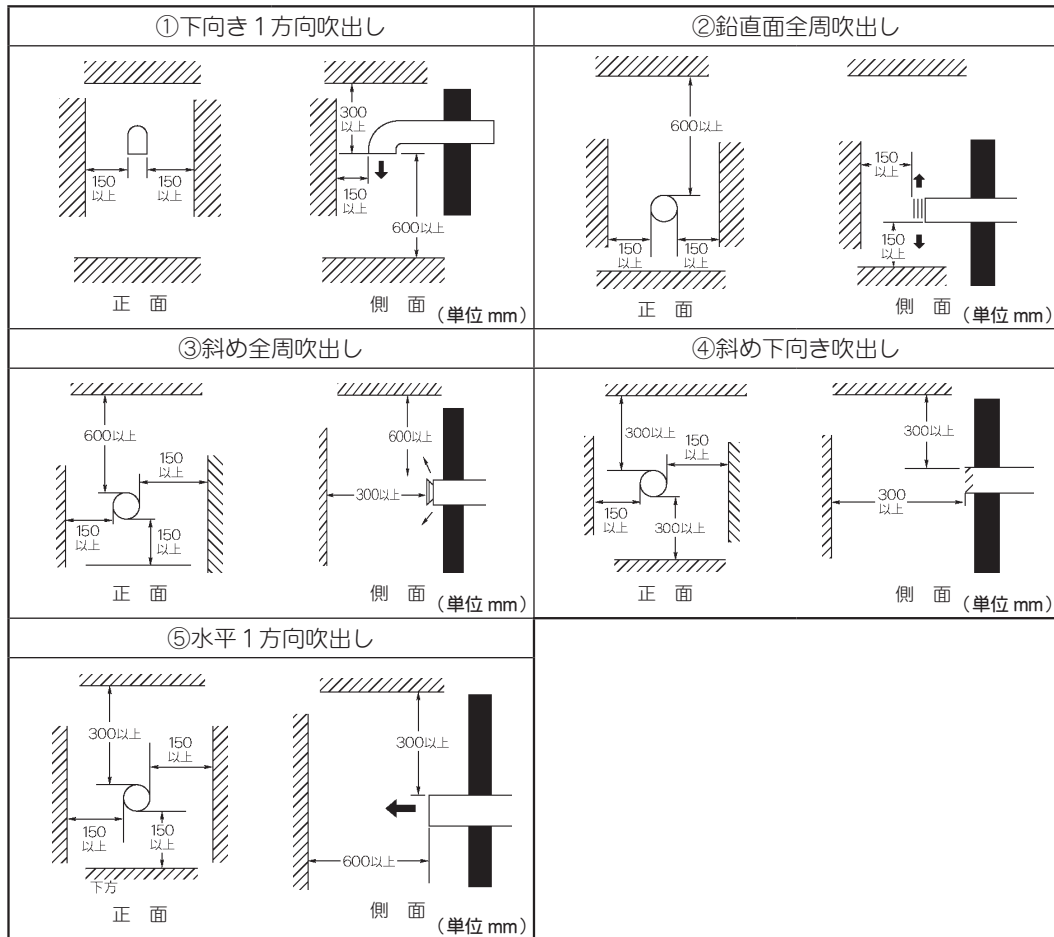 ①下向き1方向吹出し
300
以上
150
以上
150
以上
150
以上
600以上
正 面
側 面
(単位 mm)
②鉛直面全周吹出し
600以上
150
以上
150
以上
150
以上
150
以上
正 面
側 面
(単位 mm)
③斜め全周吹出し
600以上
150
以上
150
以上
150
以上
600以上
300以上
正 面
側 面
(単位 mm)
④斜め下向き吹出し
300以上
150
以上
150
以上
300以上
300以上
300
以上
正 面
側 面
(単位 mm)
⑤水平1方向吹出し
300以上
150
以上
150
以上
150
以上
下方
300以上
600以上
正 面
側 面
(単位 mm)